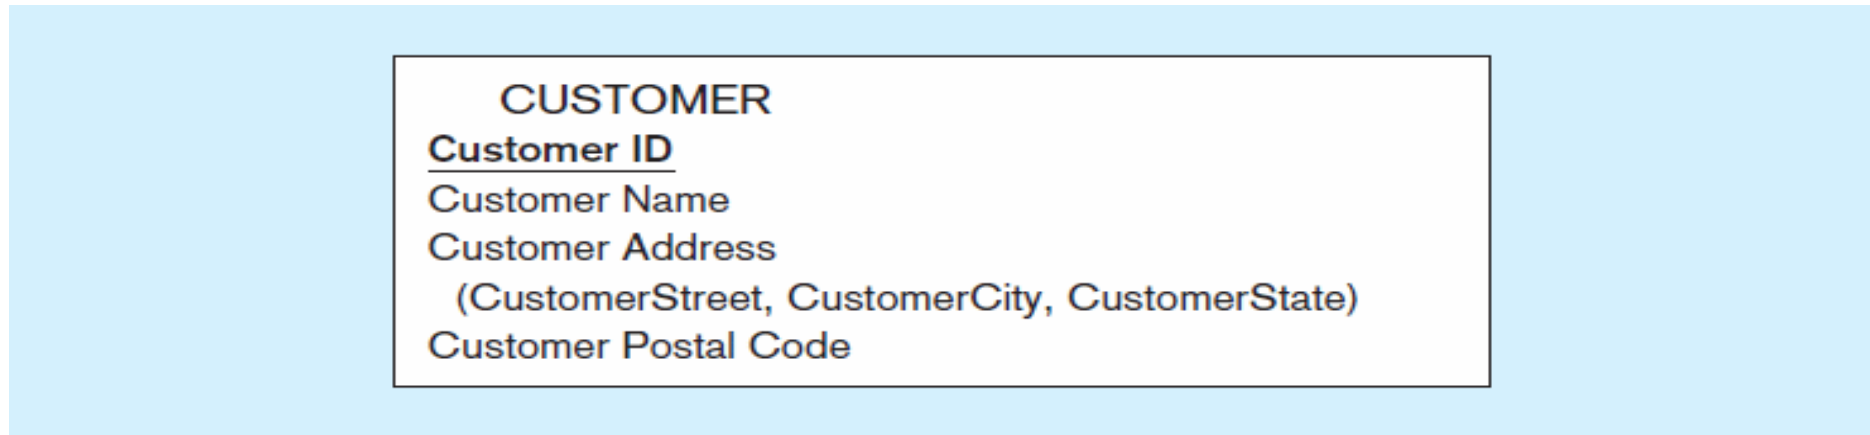 CUSTOMER
Customer ID
Customer Name
Customer Address
(CustomerStreet, CustomerCity, CustomerState)
Customer Postal Code